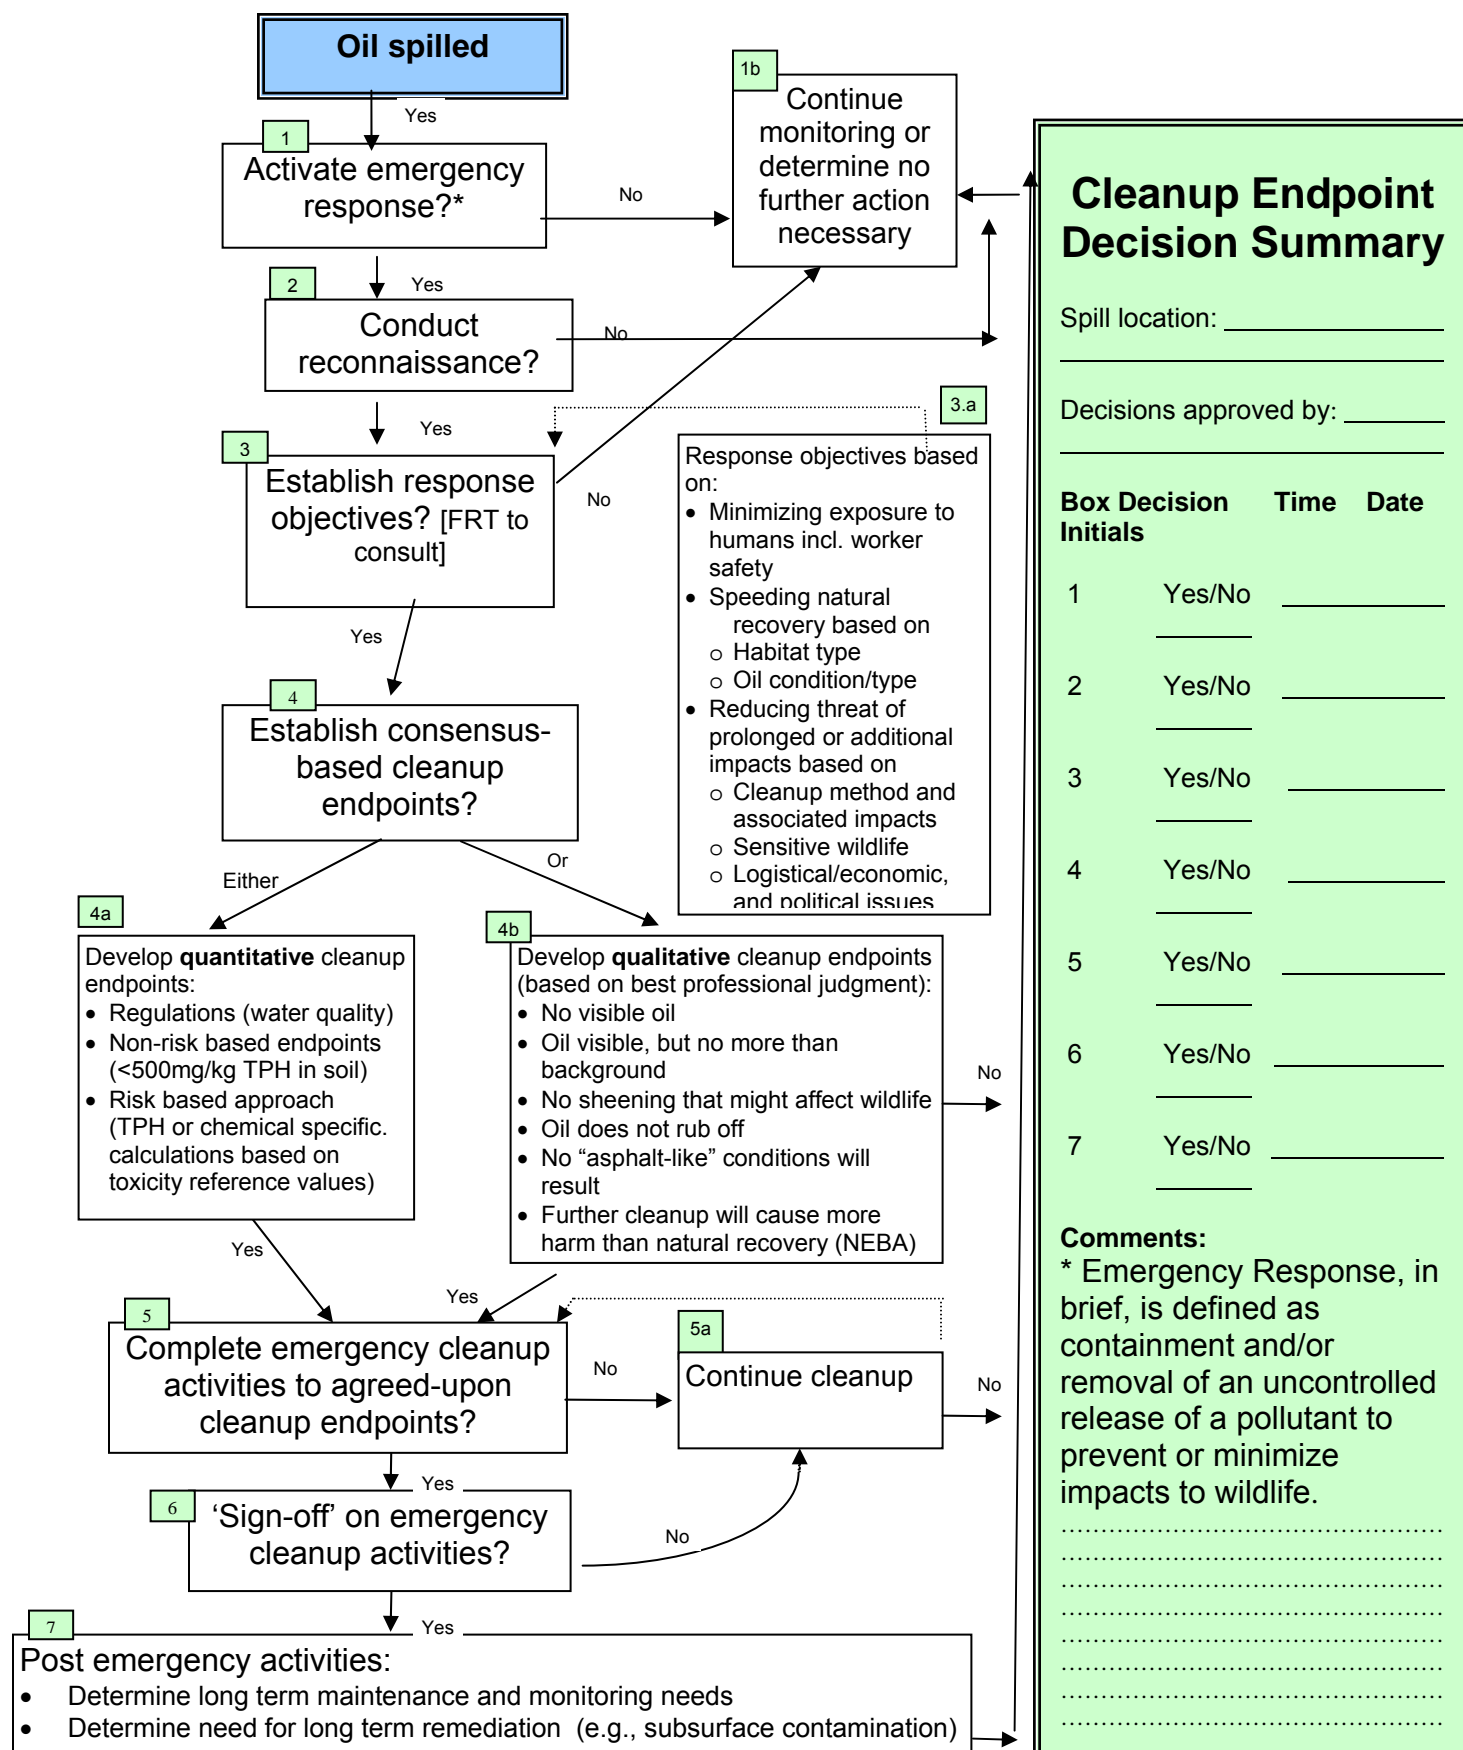 Oil spilled
Yes
1
Activate emergency
response?*
No
1b
Continue
monitoring or
determine no
further action
necessary
Yes
2
Conduct
reconnaissance?
No
Yes
3
Establish response
objectives? [FRT to
consult]
No
3.a
Response objectives based
on:
• Minimizing exposure to
humans incl. worker
safety
• Speeding natural
recovery based on
o Habitat type
o Oil condition/type
• Reducing threat of
prolonged or additional
impacts based on
o Cleanup method and
associated impacts
o Sensitive wildlife
o Logistical/economic,
and political issues
Yes
4
Establish consensus-
based cleanup
endpoints?
Either
Or
4a
Develop quantitative cleanup
endpoints:
• Regulations (water quality)
• Non-risk based endpoints
(<500mg/kg TPH in soil)
• Risk based approach
(TPH or chemical specific.
calculations based on
toxicity reference values)
4b
Develop qualitative cleanup endpoints
(based on best professional judgment):
• No visible oil
• Oil visible, but no more than
background
• No sheening that might affect wildlife
• Oil does not rub off
• No “asphalt-like” conditions will
result
• Further cleanup will cause more
harm than natural recovery (NEBA)
No
Yes
Yes
5
Complete emergency cleanup
activities to agreed-upon
cleanup endpoints?
No
5a
Continue cleanup
No
Yes
6
‘Sign-off’ on emergency
cleanup activities?
No
Yes
7
Post emergency activities:
• Determine long term maintenance and monitoring needs
• Determine need for long term remediation (e.g., subsurface contamination)
Cleanup Endpoint
Decision Summary
Spill location:
Decisions approved by:
Box Decision Time Date
Initials
1 Yes/No
2 Yes/No
3 Yes/No
4 Yes/No
5 Yes/No
6 Yes/No
7 Yes/No
Comments:
* Emergency Response, in
brief, is defined as
containment and/or
removal of an uncontrolled
release of a pollutant to
prevent or minimize
impacts to wildlife.